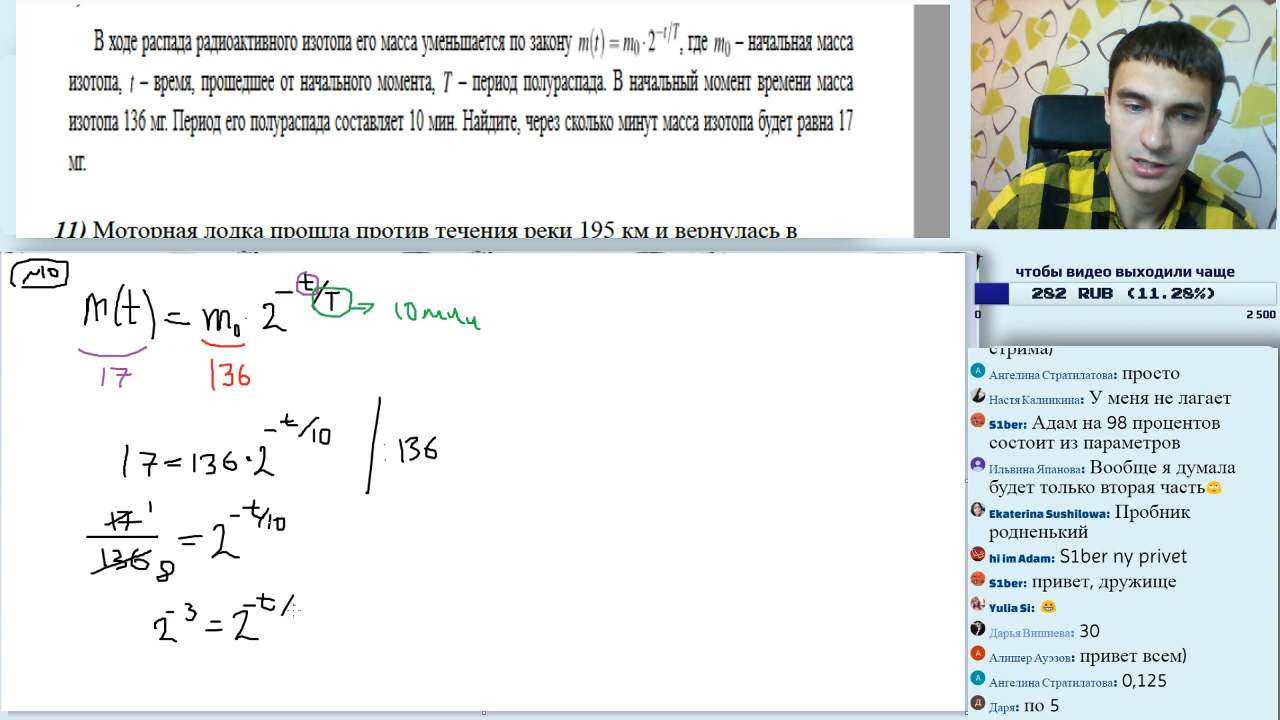 В ходе распада радиоактивного изотопа его масса уменьшается по закону m(t) = m₀ · 2^(-t/T), где m₀ – начальная масса
изотопа, t – время, прошедшее от начального момента, T – период полураспада. В начальный момент времени масса
изотопа 136 мг. Период его полураспада составляет 10 мин. Найдите, через сколько минут масса изотопа будет равна 17
мг.
11) Моторная лодка прошла против течения реки 195 км и вернулась в
№10
m(t) = m₀ · 2^(-t/T) → 10 мин
17 136
17 = 136 · 2^(-t/10) | : 136
17 1 / 136 8 = 2^(-t/10)
2^(-3) = 2^(-t/
чтобы видео выходили чаще
282 RUB (11.28%)
0 2 500
стрима)
А Ангелина Стратилатова: просто
Настя Калинкина: У меня не лагает
S1ber: Адам на 98 процентов
состоит из параметров
Ильвина Япанова: Вообще я думала
будет только вторая часть🙄
Ekaterina Sushilowa: Пробник
родненький
hi im Adam: S1ber ny privet
S1ber: привет, дружище
Yulia Si: 😀
Дарья Вишнева: 30
А Алишер Ауэзов: привет всем)
А Ангелина Стратилатова: 0,125
Д Даря: по 5